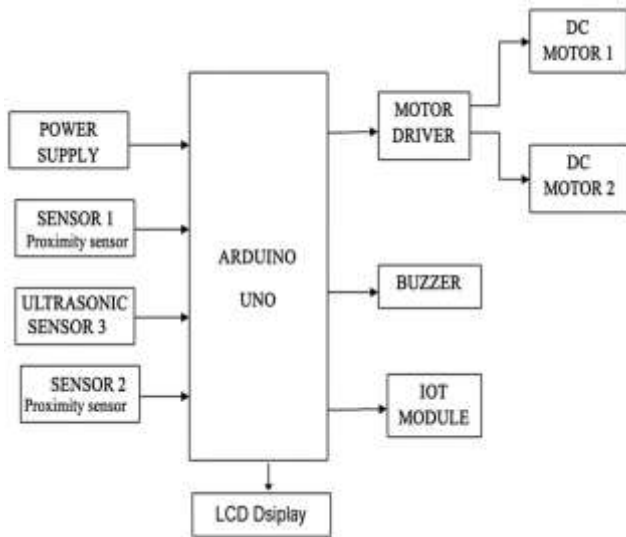 POWER
SUPPLY
SENSOR 1
Proximity sensor
ULTRASONIC
SENSOR 3
SENSOR 2
Proximity sensor
ARDUINO
UNO
LCD Dsiplay
MOTOR
DRIVER
DC
MOTOR 1
DC
MOTOR 2
BUZZER
IOT
MODULE